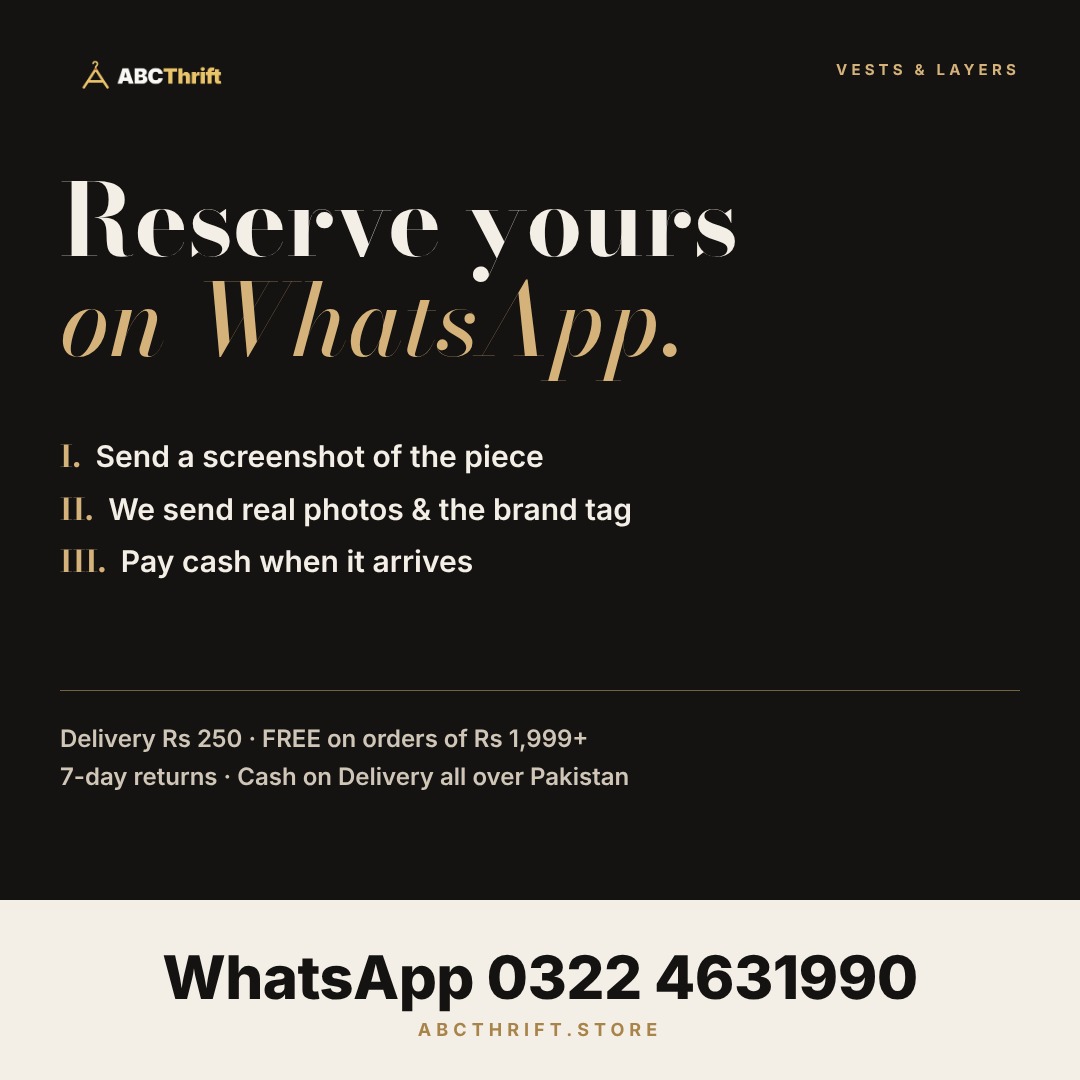 ABCThrift
VESTS & LAYERS
Reserve yours
on WhatsApp.
I. Send a screenshot of the piece
II. We send real photos & the brand tag
III. Pay cash when it arrives
Delivery Rs 250 · FREE on orders of Rs 1,999+
7-day returns · Cash on Delivery all over Pakistan
WhatsApp 0322 4631990
ABCTHRIFT.STORE